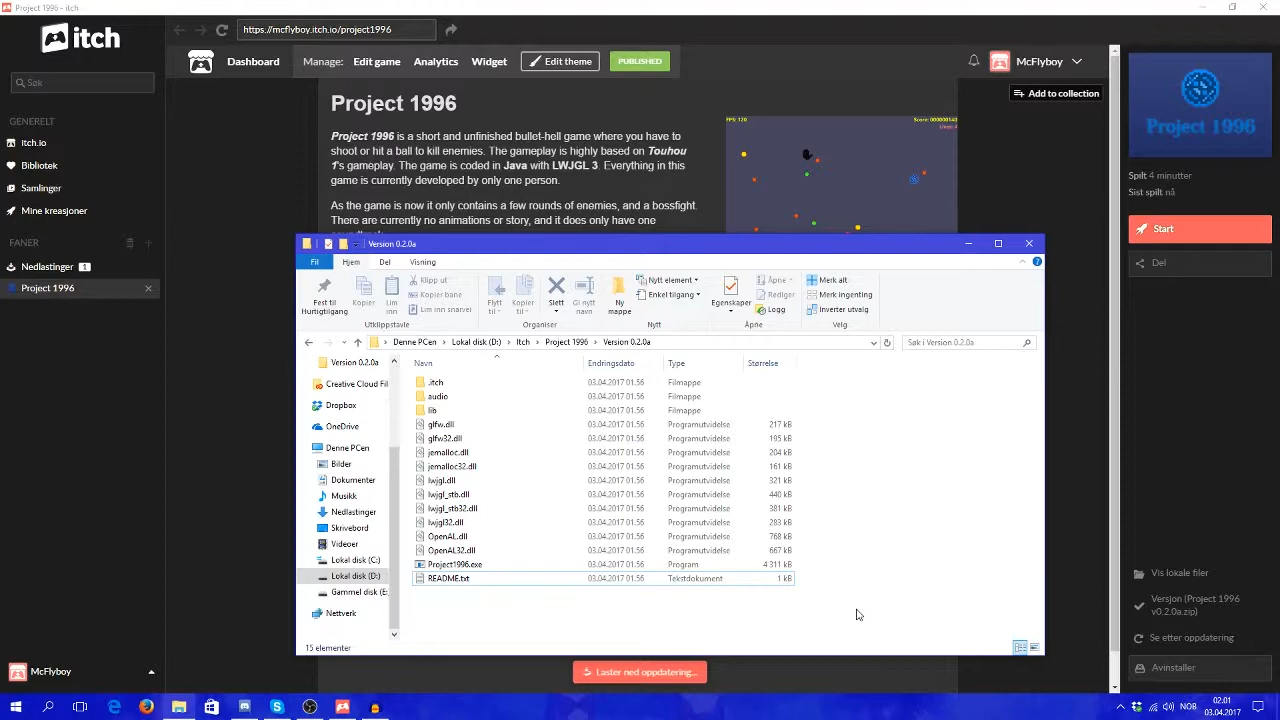 Project 1996 - itch
itch
https://mcflyboy.itch.io/project1996
Dashboard
Manage:
Edit game
Analytics
Widget
Edit theme
PUBLISHED
McFlyboy
Add to collection
Søk
GENERELT
Itch.Io
Bibliotek
Samlinger
Mine kreasjoner
FANER
Nedlastinger
1
Project 1996
McFlyboy
Project 1996
Project 1996 is a short and unfinished bullet-hell game where you have to
shoot or hit a ball to kill enemies. The gameplay is highly based on Touhou
1's gameplay. The game is coded in Java with LWJGL 3. Everything in this
game is currently developed by only one person.
As the game is now it only contains a few rounds of enemies, and a bossfight.
There are currently no animations or story, and it does only have one
FPS: 120
Project 1996
Spilt 4 minutter
Sist spilt nå
Start
Del
Vis lokale filer
Versjon (Project 1996
v0.2.0a.zip)
Se etter oppdatering
Avinstaller
Version 0.2.0a
Fil
Hjem
Del
Visning
Fest til
Hurtigtilgang
Kopier
Lim
inn
Klipp ut
Kopier bane
Lim inn snarvei
Utklippstavle
Flytt
til
Kopier
til
Slett
Gi nytt
navn
Organiser
Ny
mappe
Nytt element
Enkel tilgang
Nytt
Egenskaper
Åpne
Rediger
Logg
Åpne
Merk alt
Merk ingenting
Inverter utvalg
Velg
Denne PCen
Lokal disk (D:)
Itch
Project 1996
Version 0.2.0a
Søk i Version 0.2.0a
Version 0.2.0a
Creative Cloud Fil
Dropbox
OneDrive
Denne PCen
Bilder
Dokumenter
Musikk
Nedlastinger
Skrivebord
Videoer
Lokal disk (C:)
Lokal disk (D:)
Gammel disk (E:
Nettverk
Navn Endringsdato Type Størrelse
.itch 03.04.2017 01.56 Filmappe
audio 03.04.2017 01.56 Filmappe
lib 03.04.2017 01.56 Filmappe
glfw.dll 03.04.2017 01.56 Programutvidelse 217 kB
glfw32.dll 03.04.2017 01.56 Programutvidelse 195 kB
jemalloc.dll 03.04.2017 01.56 Programutvidelse 204 kB
jemalloc32.dll 03.04.2017 01.56 Programutvidelse 161 kB
lwjgl.dll 03.04.2017 01.56 Programutvidelse 321 kB
lwjgl_stb.dll 03.04.2017 01.56 Programutvidelse 440 kB
lwjgl_stb32.dll 03.04.2017 01.56 Programutvidelse 381 kB
lwjgl32.dll 03.04.2017 01.56 Programutvidelse 283 kB
OpenAL.dll 03.04.2017 01.56 Programutvidelse 768 kB
OpenAL32.dll 03.04.2017 01.56 Programutvidelse 667 kB
Project1996.exe 03.04.2017 01.56 Program 4 311 kB
README.txt 03.04.2017 01.56 Tekstdokument 1 kB
15 elementer
Laster ned oppdatering...
NOB
02.01
03.04.2017